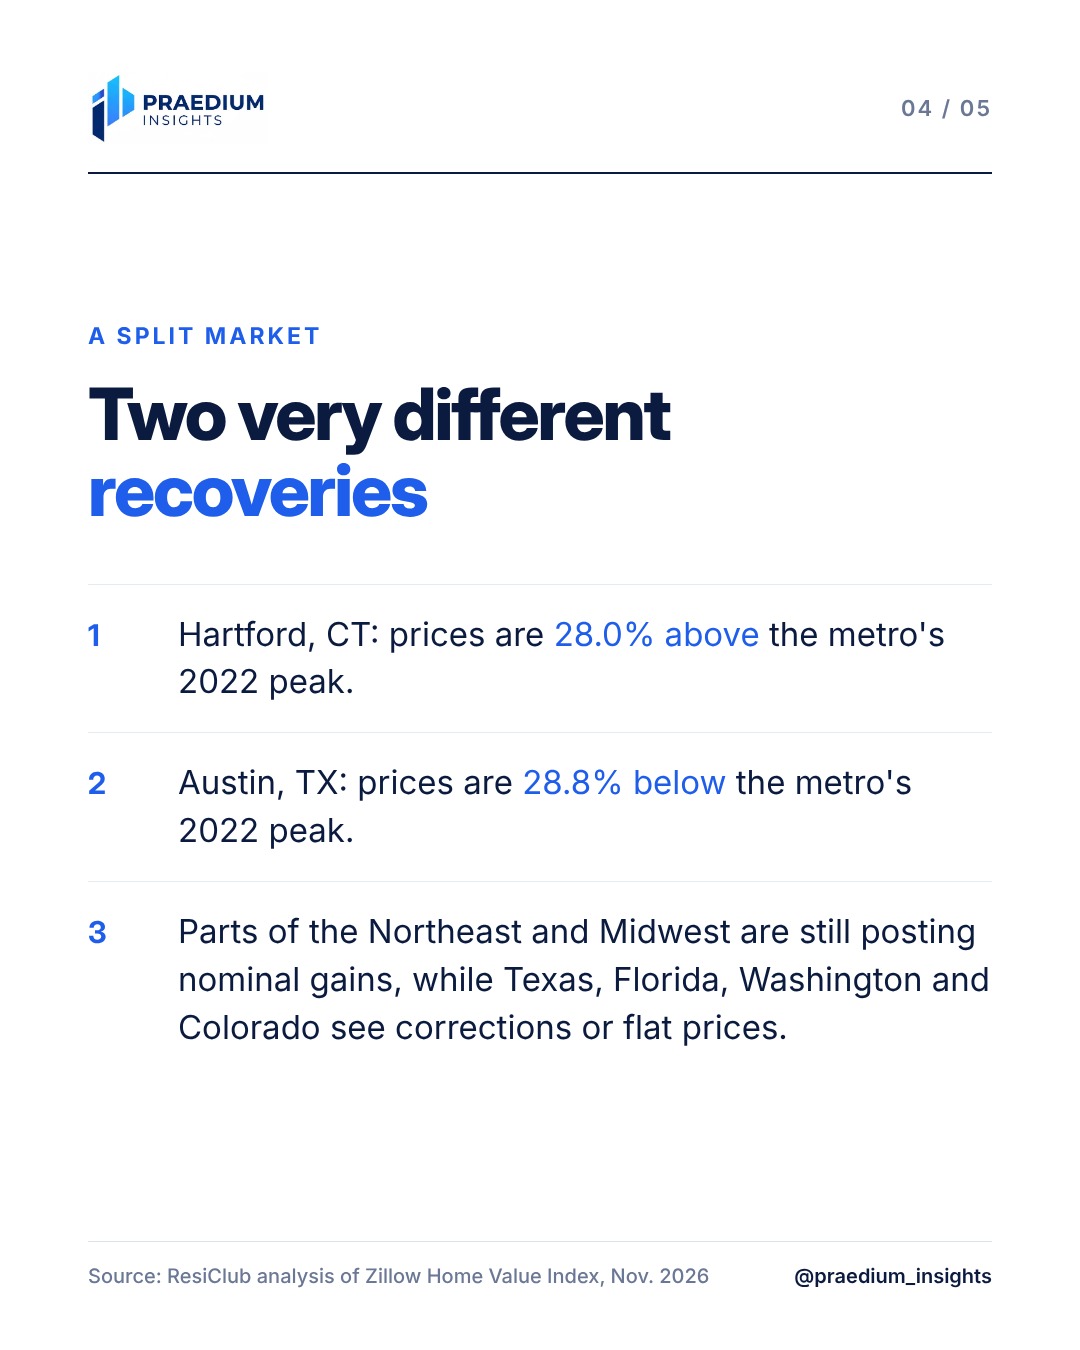 PRAEDIUM
INSIGHTS
04 / 05
A SPLIT MARKET
Two very different
recoveries
1
Hartford, CT: prices are 28.0% above the metro's
2022 peak.
2
Austin, TX: prices are 28.8% below the metro's
2022 peak.
3
Parts of the Northeast and Midwest are still posting
nominal gains, while Texas, Florida, Washington and
Colorado see corrections or flat prices.
Source: ResiClub analysis of Zillow Home Value Index, Nov. 2026
@praedium_insights